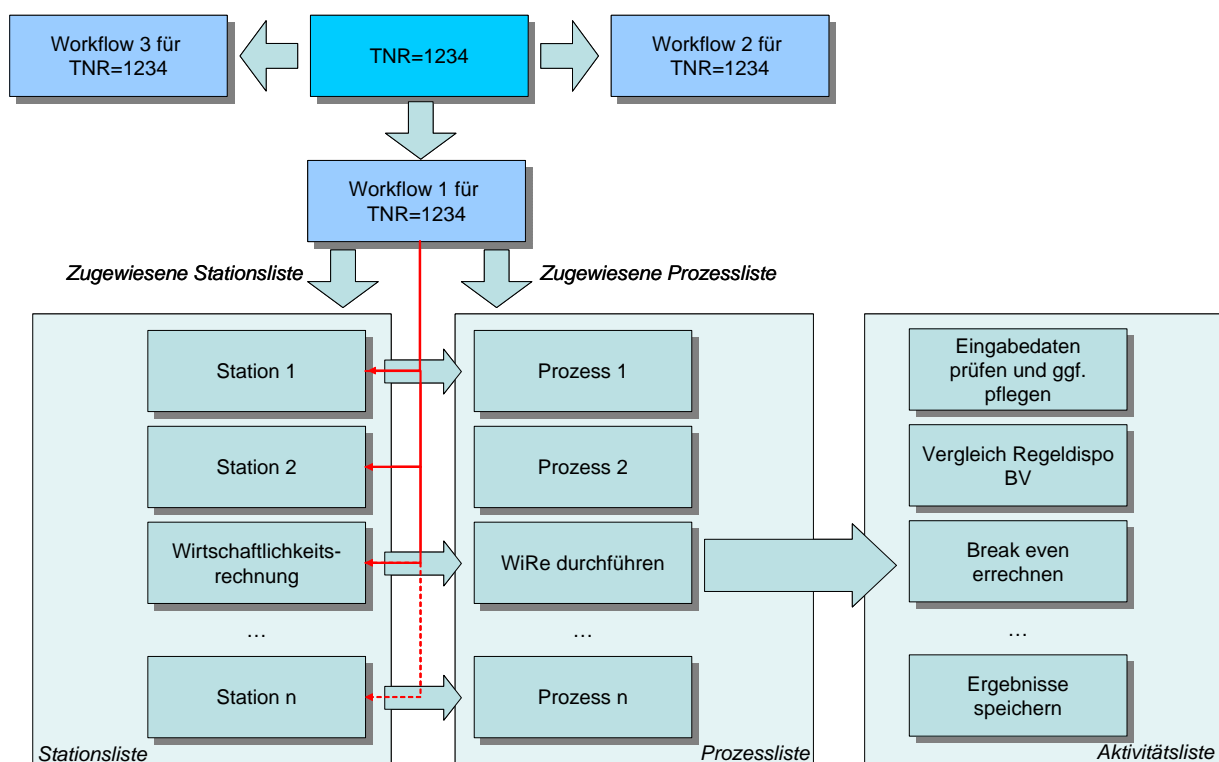 Workflow 3 für
TNR=1234
TNR=1234
Workflow 2 für
TNR=1234
Workflow 1 für
TNR=1234
Zugewiesene Stationsliste
Zugewiesene Prozessliste
Station 1
Station 2
Wirtschaftlichkeits-
rechnung
...
Station n
Stationsliste
Prozess 1
Prozess 2
WiRe durchführen
...
Prozess n
Prozessliste
Eingabedaten
prüfen und ggf.
pflegen
Vergleich Regeldispo
BV
Break even
errechnen
...
Ergebnisse
speichern
Aktivitätsliste